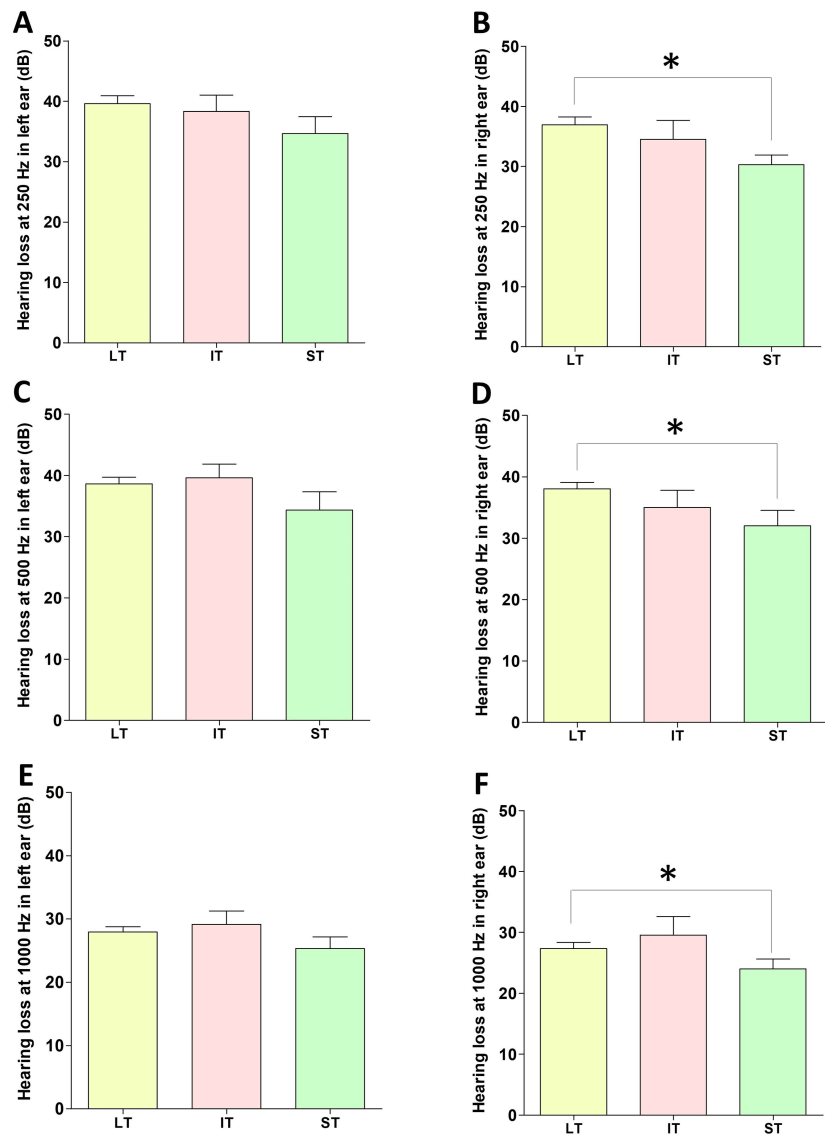 A
Hearing loss at 250 Hz in left ear (dB)
50
40
30
20
10
0
LT IT ST
B
Hearing loss at 250 Hz in right ear (dB)
50
40
30
20
10
0
*
LT IT ST
C
Hearing loss at 500 Hz in left ear (dB)
50
40
30
20
10
0
LT IT ST
D
Hearing loss at 500 Hz in right ear (dB)
50
40
30
20
10
0
*
LT IT ST
E
Hearing loss at 1000 Hz in left ear (dB)
50
40
30
20
10
0
LT IT ST
F
Hearing loss at 1000 Hz in right ear (dB)
50
40
30
20
10
0
*
LT IT ST